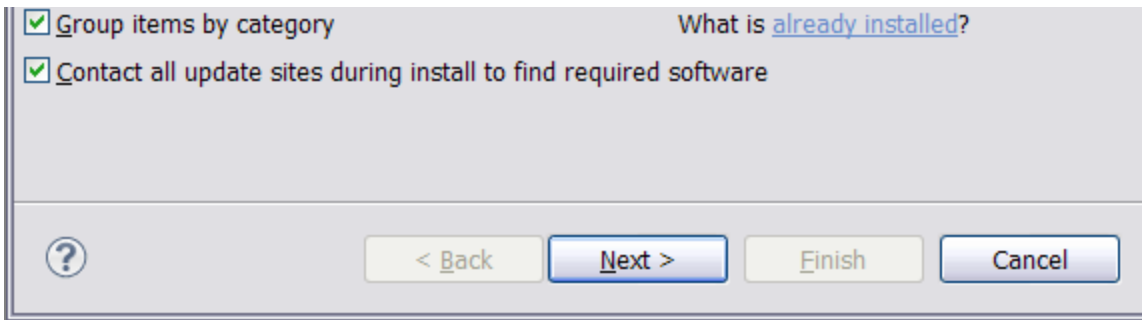 Group items by category What is already installed?
Contact all update sites during install to find required software
? < Back Next > Finish Cancel